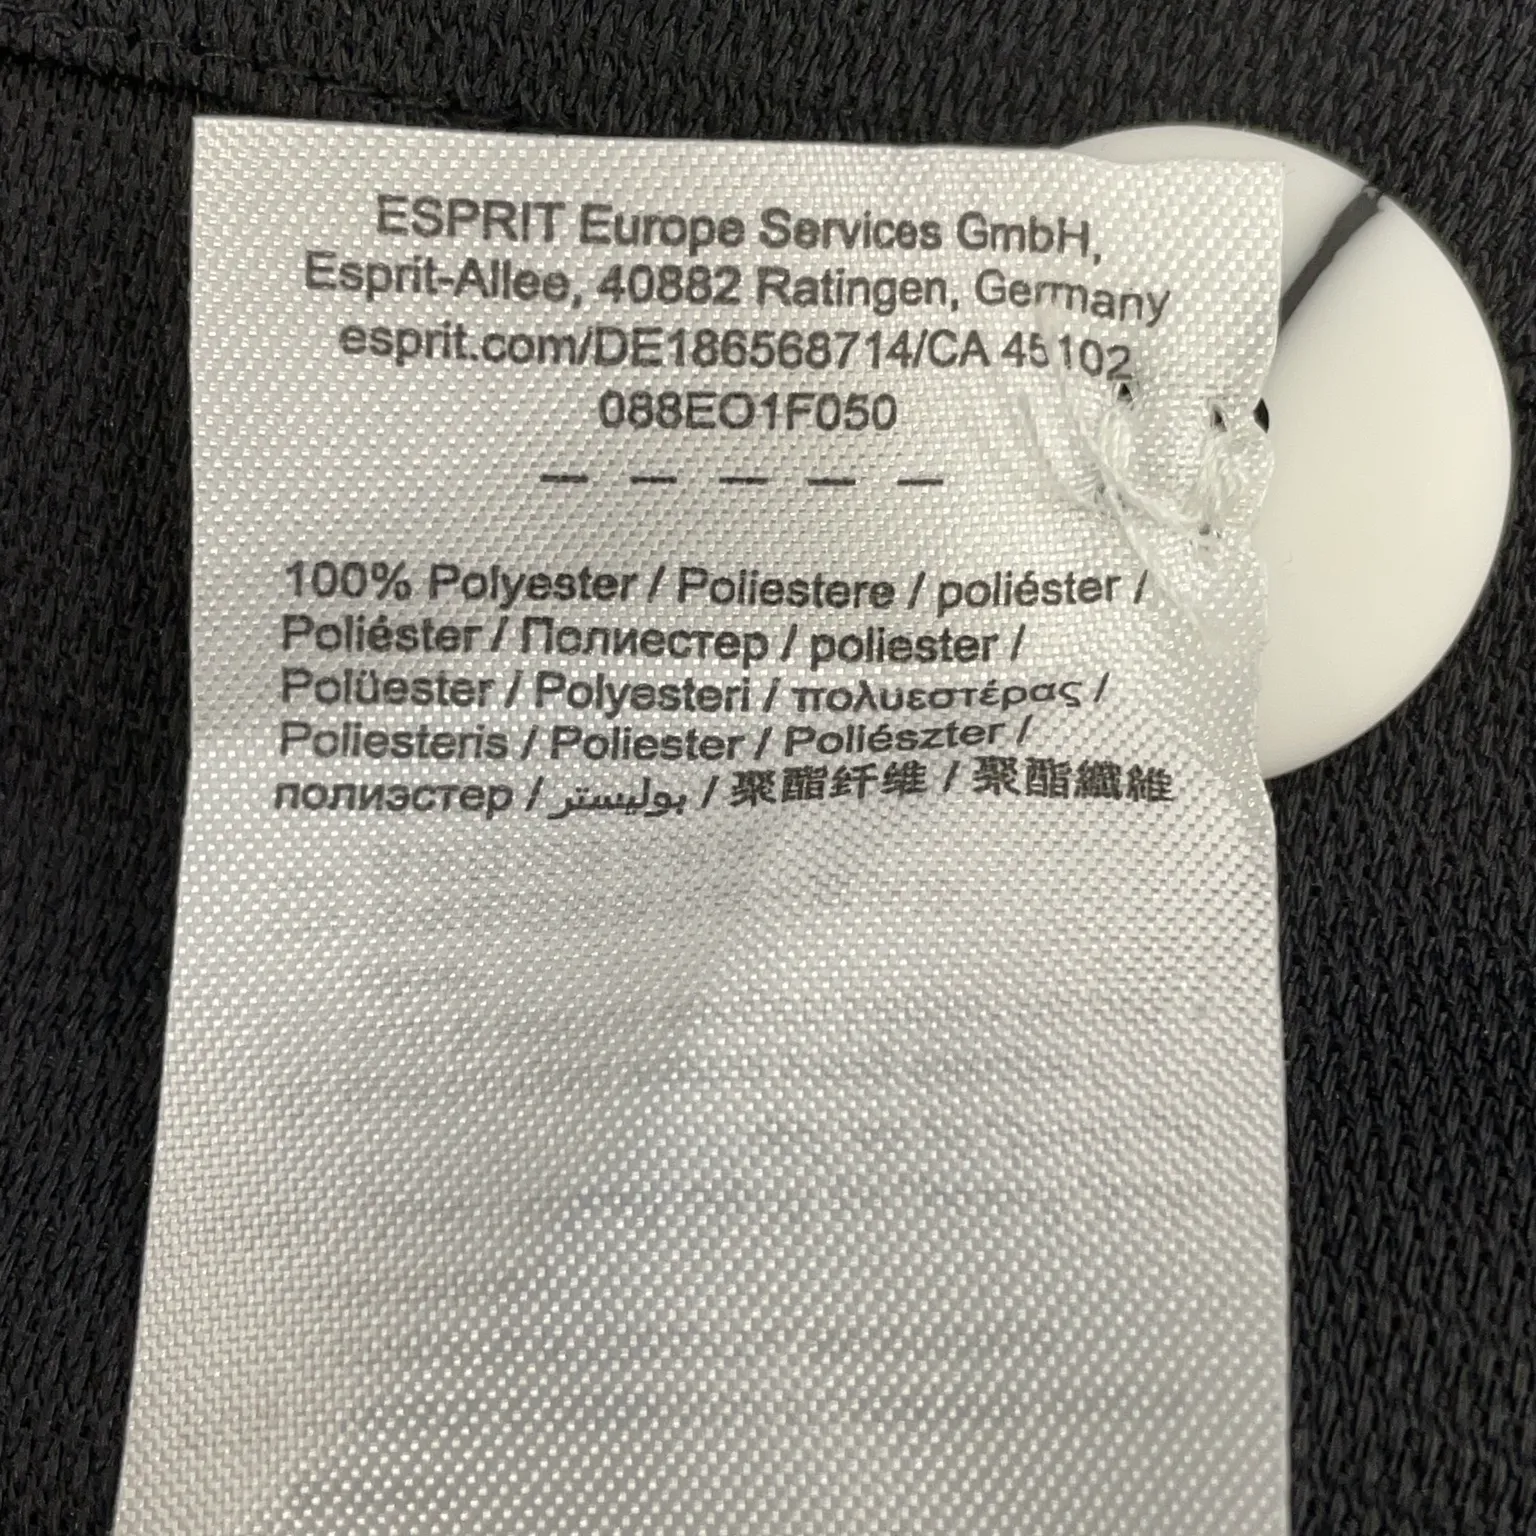 ESPRIT Europe Services GmbH,
Esprit-Allee, 40882 Ratingen, Germany
esprit.com/DE186568714/CA 45102
088EO1F050
— — — — —
100% Polyester / Poliestere / poliéster /
Poliéster / Полиестер / poliester /
Polüester / Polyesteri / πολυεστέρας /
Poliesteris / Poliester / Poliészter /
полиэстер / بوليستر / 聚酯纤维 / 聚酯纖維